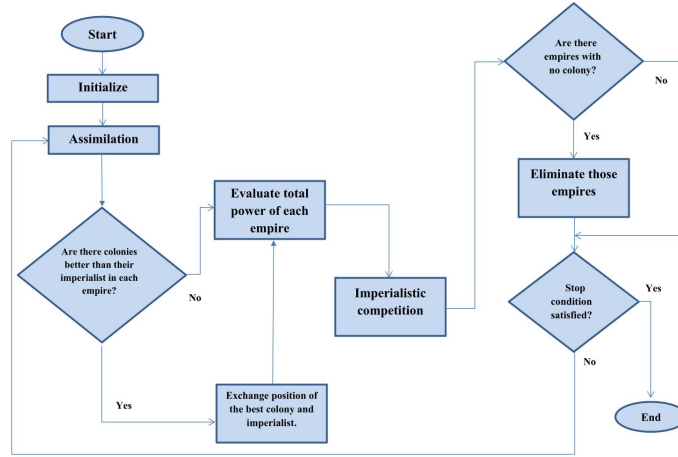 Start
Initialize
Assimilation
Are there colonies
better than their
imperialist in each
empire?
No
Yes
Exchange position of
the best colony and
imperialist.
Evaluate total
power of each
empire
Imperialistic
competition
Are there
empires with
no colony?
No
Yes
Eliminate those
empires
Stop
condition
satisfied?
Yes
No
End